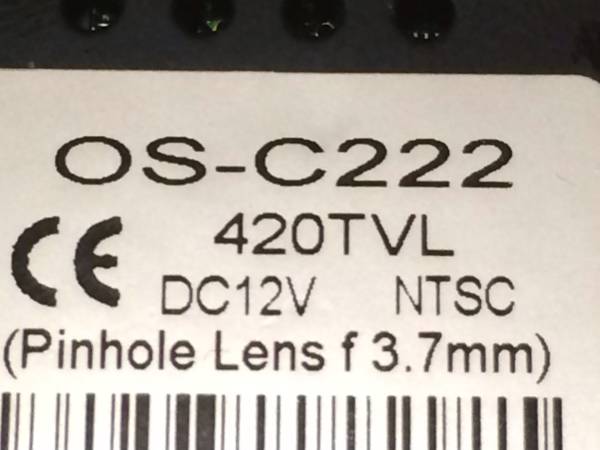 OS-C222
420TVL
CE DC12V NTSC
(Pinhole Lens f 3.7mm)